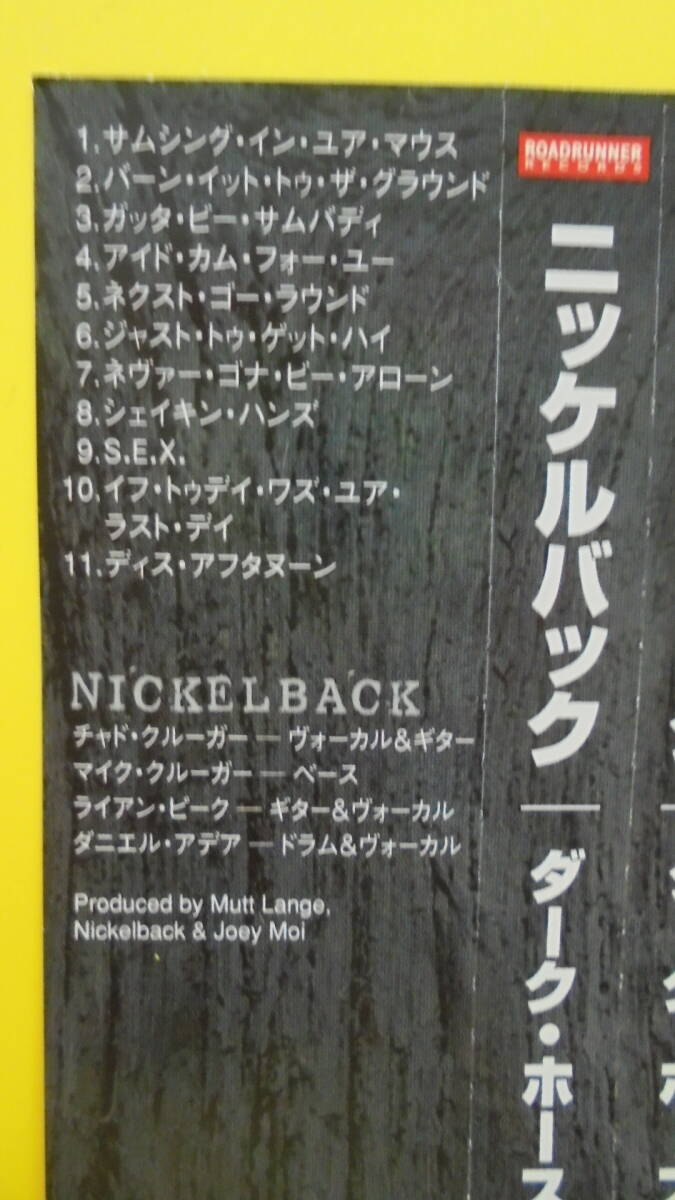 1.サムシング・イン・ユア・マウス
2.バーン・イット・トゥ・ザ・グラウンド
3.ガッタ・ビー・サムバディ
4.アイド・カム・フォー・ユー
5.ネクスト・ゴー・ラウンド
6.ジャスト・トゥ・ゲット・ハイ
7.ネヴァー・ゴナ・ビー・アローン
8.シェイキン・ハンズ
9.S.E.X.
10.イフ・トゥデイ・ワズ・ユア・
ラスト・デイ
11.ディス・アフタヌーン
NICKELBACK
チャド・クルーガー ― ヴォーカル&ギター
マイク・クルーガー ― ベース
ライアン・ピーク ― ギター&ヴォーカル
ダニエル・アデア ― ドラム&ヴォーカル
Produced by Mutt Lange,
Nickelback & Joey Moi
ROADRUNNER
RECORDS
ニッケルバック ― ダーク・ホース